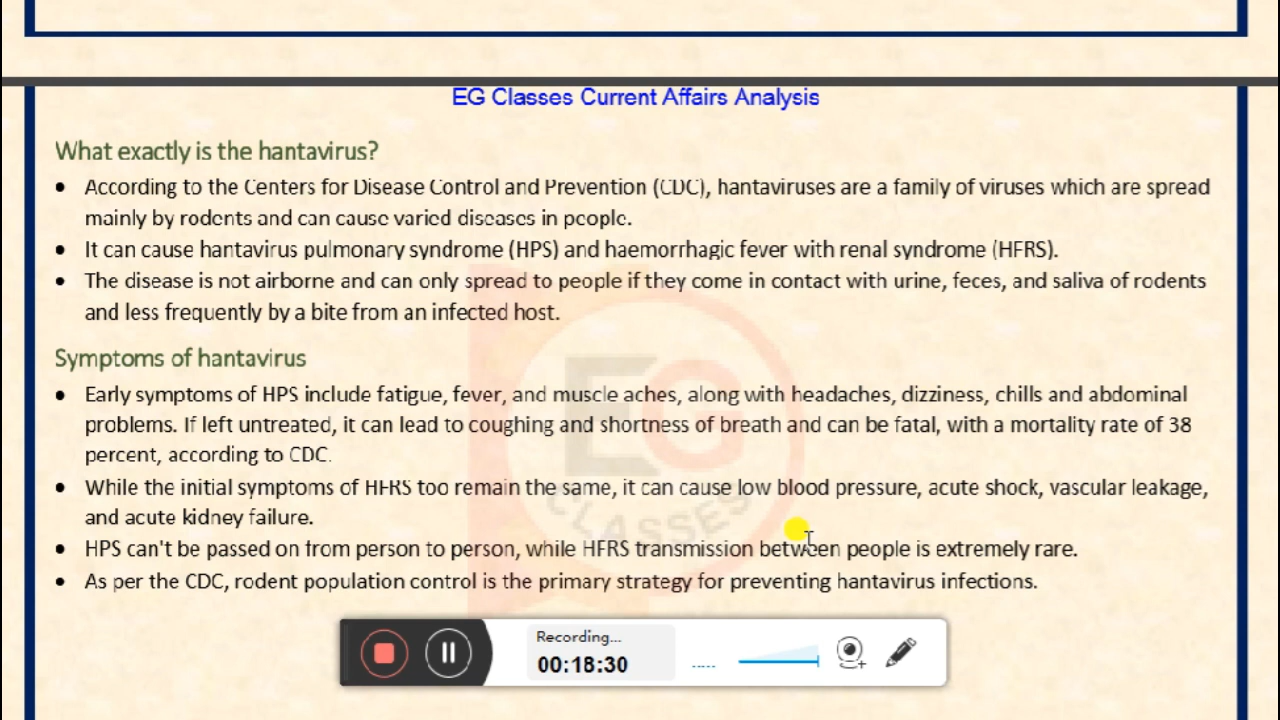 EG Classes Current Affairs Analysis
What exactly is the hantavirus?
• According to the Centers for Disease Control and Prevention (CDC), hantaviruses are a family of viruses which are spread
mainly by rodents and can cause varied diseases in people.
• It can cause hantavirus pulmonary syndrome (HPS) and haemorrhagic fever with renal syndrome (HFRS).
• The disease is not airborne and can only spread to people if they come in contact with urine, feces, and saliva of rodents
and less frequently by a bite from an infected host.
Symptoms of hantavirus
• Early symptoms of HPS include fatigue, fever, and muscle aches, along with headaches, dizziness, chills and abdominal
problems. If left untreated, it can lead to coughing and shortness of breath and can be fatal, with a mortality rate of 38
percent, according to CDC.
• While the initial symptoms of HFRS too remain the same, it can cause low blood pressure, acute shock, vascular leakage,
and acute kidney failure.
• HPS can't be passed on from person to person, while HFRS transmission between people is extremely rare.
• As per the CDC, rodent population control is the primary strategy for preventing hantavirus infections.
EG
CLASSES
Recording...
00:18:30